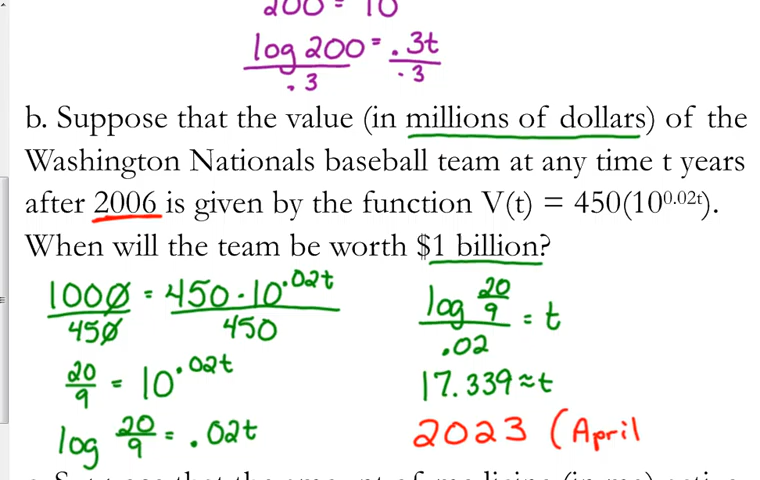 200 = 10
log 200 = .3t
.3 .3
b. Suppose that the value (in millions of dollars) of the
Washington Nationals baseball team at any time t years
after 2006 is given by the function V(t) = 450(10^0.02t).
When will the team be worth $1 billion?
1000 = 450 · 10^.02t
450 450
20/9 = 10^.02t
log 20/9 = .02t
log 20/9 = t
.02
17.339 ≈ t
2023 (April